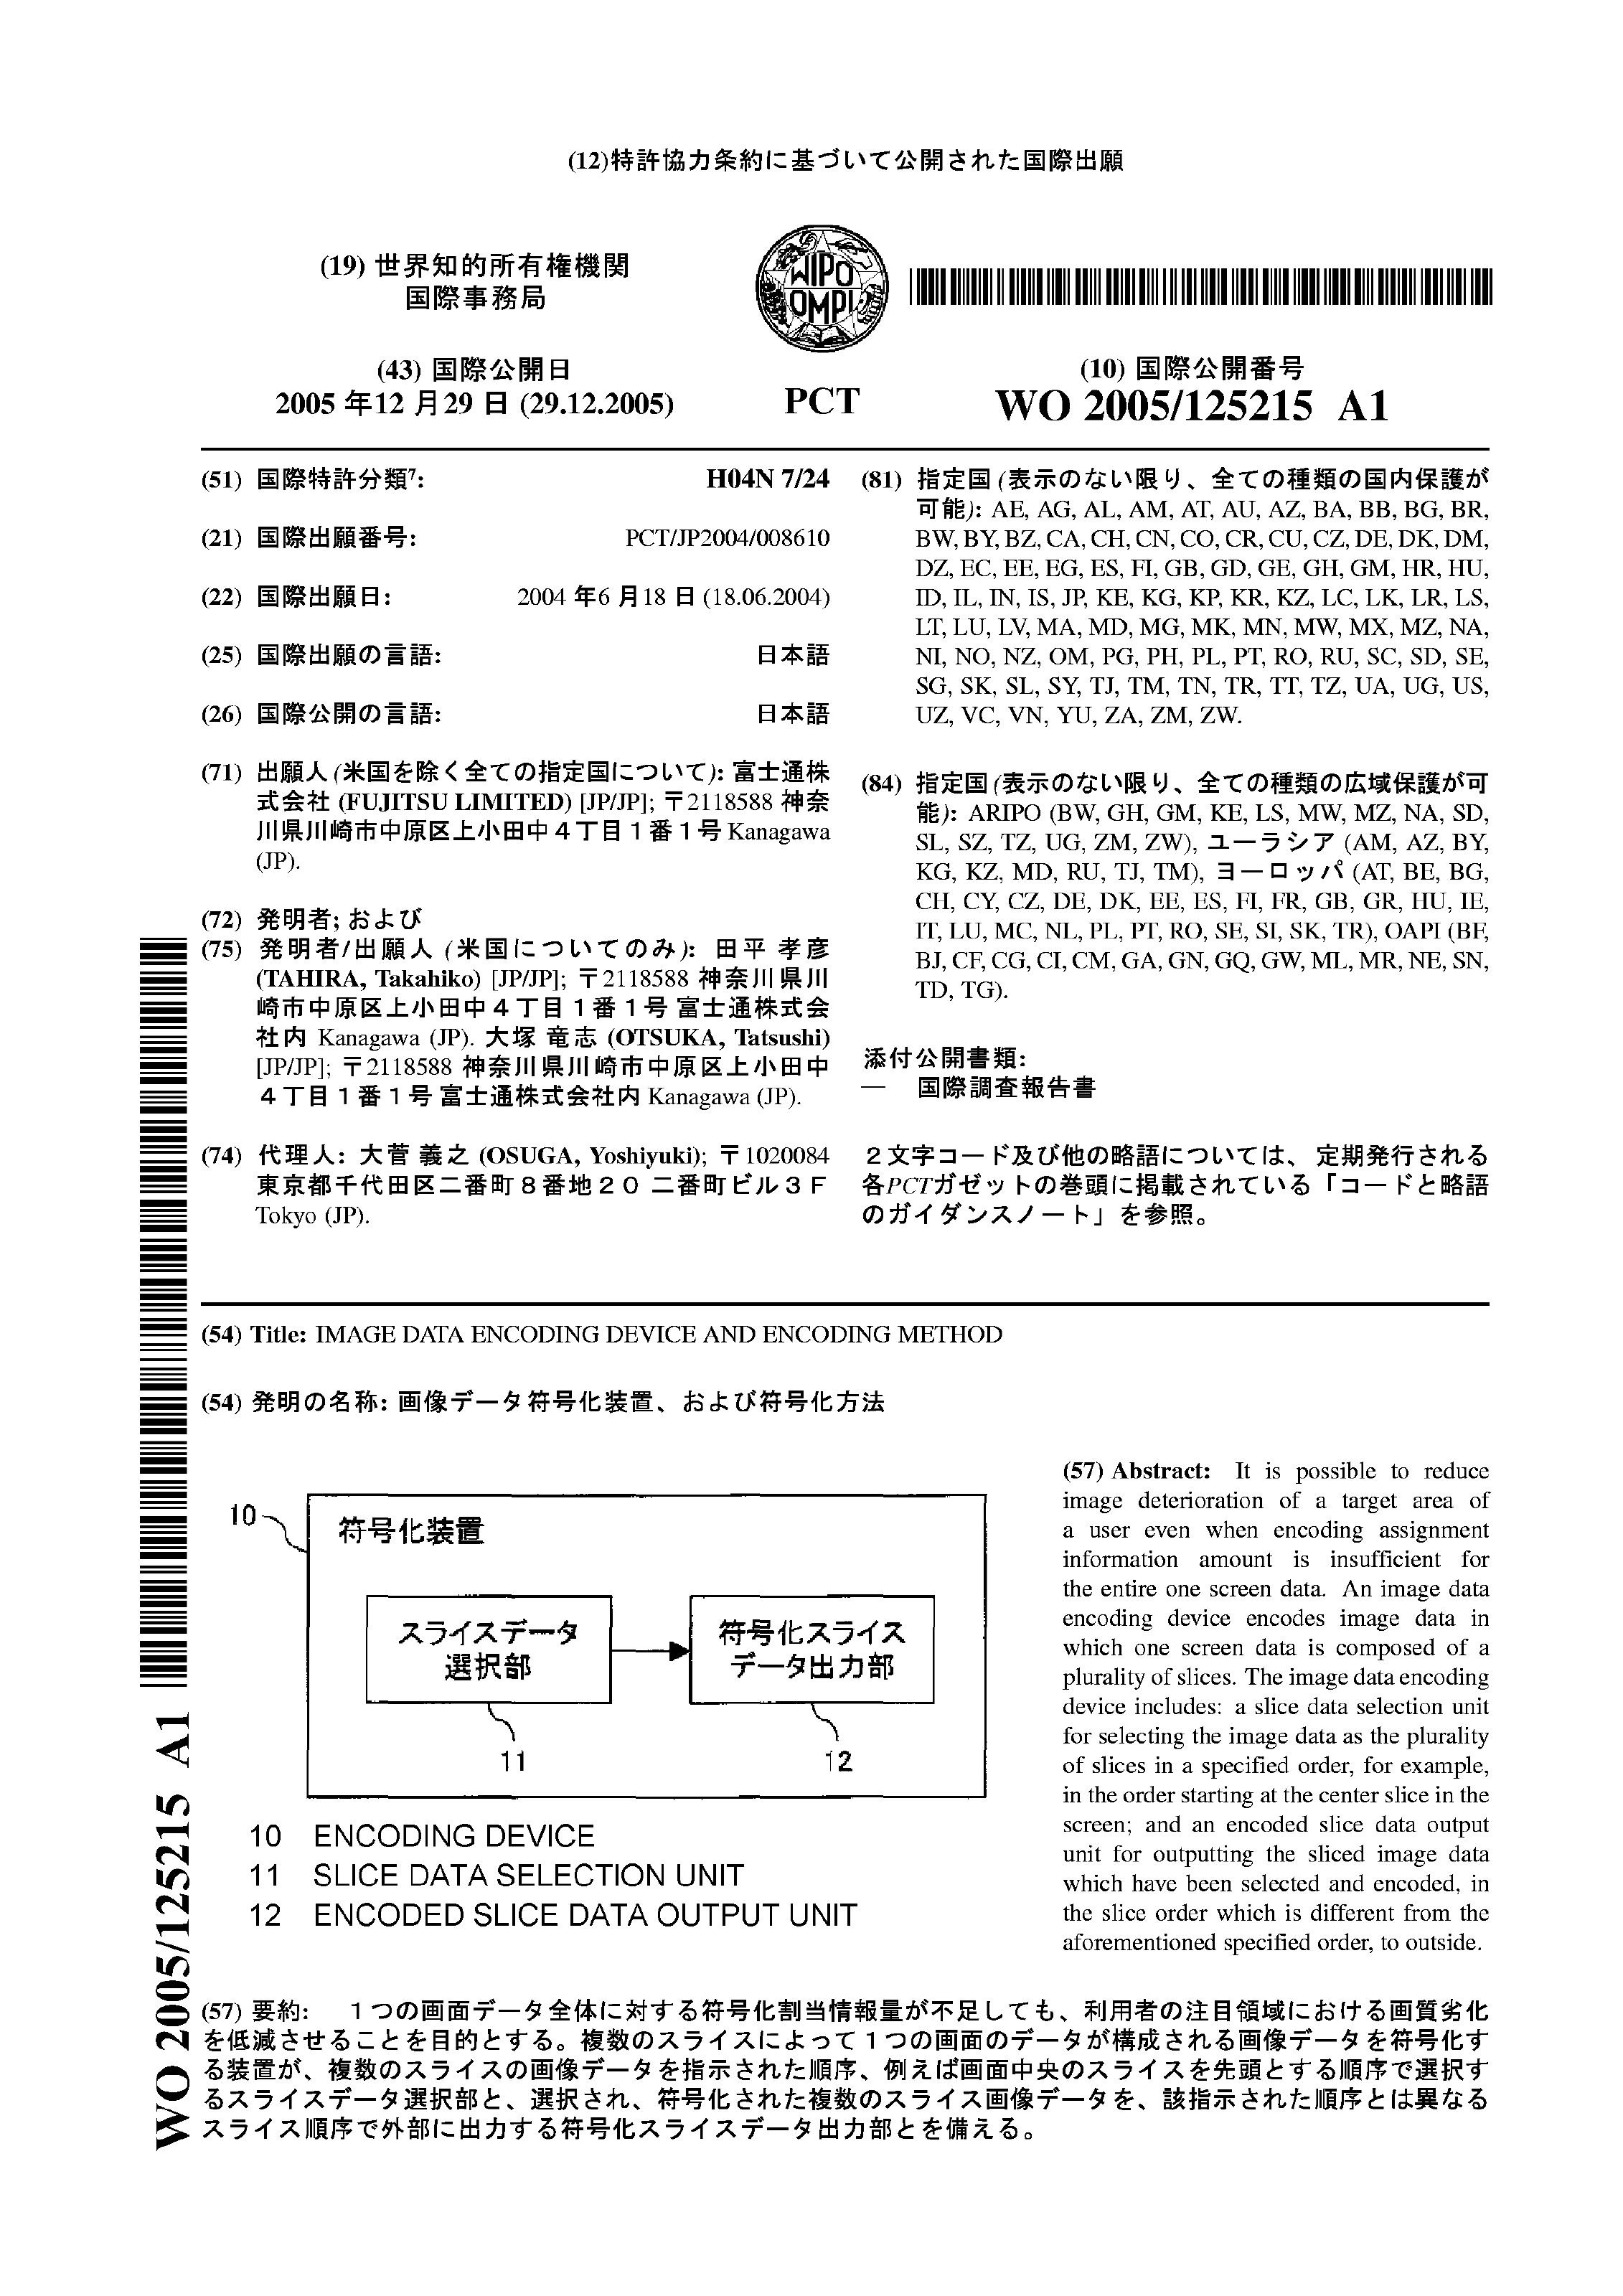 (12)特許協力条約に基づいて公開された国際出願
(19) 世界知的所有権機関
国際事務局
WIPO
OMPI
(43) 国際公開日
2005 年12 月29 日 (29.12.2005)
PCT
(10) 国際公開番号
WO 2005/125215 A1
(51) 国際特許分類7: H04N 7/24
(21) 国際出願番号: PCT/JP2004/008610
(22) 国際出願日: 2004 年6 月18 日 (18.06.2004)
(25) 国際出願の言語: 日本語
(26) 国際公開の言語: 日本語
(71) 出願人 (米国を除く全ての指定国について): 富士通株
式会社 (FUJITSU LIMITED) [JP/JP]; 〒2118588 神奈
川県川崎市中原区上小田中4丁目1番1号 Kanagawa
(JP).
(72) 発明者; および
(75) 発明者/出願人 (米国についてのみ): 田平 孝彦
(TAHIRA, Takahiko) [JP/JP]; 〒2118588 神奈川県川
崎市中原区上小田中4丁目1番1号 富士通株式会
社内 Kanagawa (JP). 大塚 竜志 (OTSUKA, Tatsushi)
[JP/JP]; 〒2118588 神奈川県川崎市中原区上小田中
4丁目1番1号 富士通株式会社内 Kanagawa (JP).
(74) 代理人: 大菅 義之 (OSUGA, Yoshiyuki); 〒1020084
東京都千代田区二番町8番地20 二番町ビル3F
Tokyo (JP).
(81) 指定国 (表示のない限り、全ての種類の国内保護が
可能): AE, AG, AL, AM, AT, AU, AZ, BA, BB, BG, BR,
BW, BY, BZ, CA, CH, CN, CO, CR, CU, CZ, DE, DK, DM,
DZ, EC, EE, EG, ES, FI, GB, GD, GE, GH, GM, HR, HU,
ID, IL, IN, IS, JP, KE, KG, KP, KR, KZ, LC, LK, LR, LS,
LT, LU, LV, MA, MD, MG, MK, MN, MW, MX, MZ, NA,
NI, NO, NZ, OM, PG, PH, PL, PT, RO, RU, SC, SD, SE,
SG, SK, SL, SY, TJ, TM, TN, TR, TT, TZ, UA, UG, US,
UZ, VC, VN, YU, ZA, ZM, ZW.
(84) 指定国 (表示のない限り、全ての種類の広域保護が可
能): ARIPO (BW, GH, GM, KE, LS, MW, MZ, NA, SD,
SL, SZ, TZ, UG, ZM, ZW), ユーラシア (AM, AZ, BY,
KG, KZ, MD, RU, TJ, TM), ヨーロッパ (AT, BE, BG,
CH, CY, CZ, DE, DK, EE, ES, FI, FR, GB, GR, HU, IE,
IT, LU, MC, NL, PL, PT, RO, SE, SI, SK, TR), OAPI (BF,
BJ, CF, CG, CI, CM, GA, GN, GQ, GW, ML, MR, NE, SN,
TD, TG).
添付公開書類:
— 国際調査報告書
2文字コード及び他の略語については、定期発行される
各PCTガゼットの巻頭に掲載されている「コードと略語
のガイダンスノート」を参照。
(54) Title: IMAGE DATA ENCODING DEVICE AND ENCODING METHOD
(54) 発明の名称: 画像データ符号化装置、および符号化方法
10
符号化装置
スライスデータ
選択部
符号化スライス
データ出力部
11
12
10 ENCODING DEVICE
11 SLICE DATA SELECTION UNIT
12 ENCODED SLICE DATA OUTPUT UNIT
(57) Abstract: It is possible to reduce
image deterioration of a target area of
a user even when encoding assignment
information amount is insufficient for
the entire one screen data. An image data
encoding device encodes image data in
which one screen data is composed of a
plurality of slices. The image data encoding
device includes: a slice data selection unit
for selecting the image data as the plurality
of slices in a specified order, for example,
in the order starting at the center slice in the
screen; and an encoded slice data output
unit for outputting the sliced image data
which have been selected and encoded, in
the slice order which is different from the
aforementioned specified order, to outside.
(57) 要約: 1つの画面データ全体に対する符号化割当情報量が不足しても、利用者の注目領域における画質劣化
を低減させることを目的とする。複数のスライスによって1つの画面のデータが構成される画像データを符号化す
る装置が、複数のスライスの画像データを指示された順序、例えば画面中央のスライスを先頭とする順序で選択す
るスライスデータ選択部と、選択され、符号化された複数のスライス画像データを、該指示された順序とは異なる
スライス順序で外部に出力する符号化スライスデータ出力部とを備える。
WO 2005/125215 A1